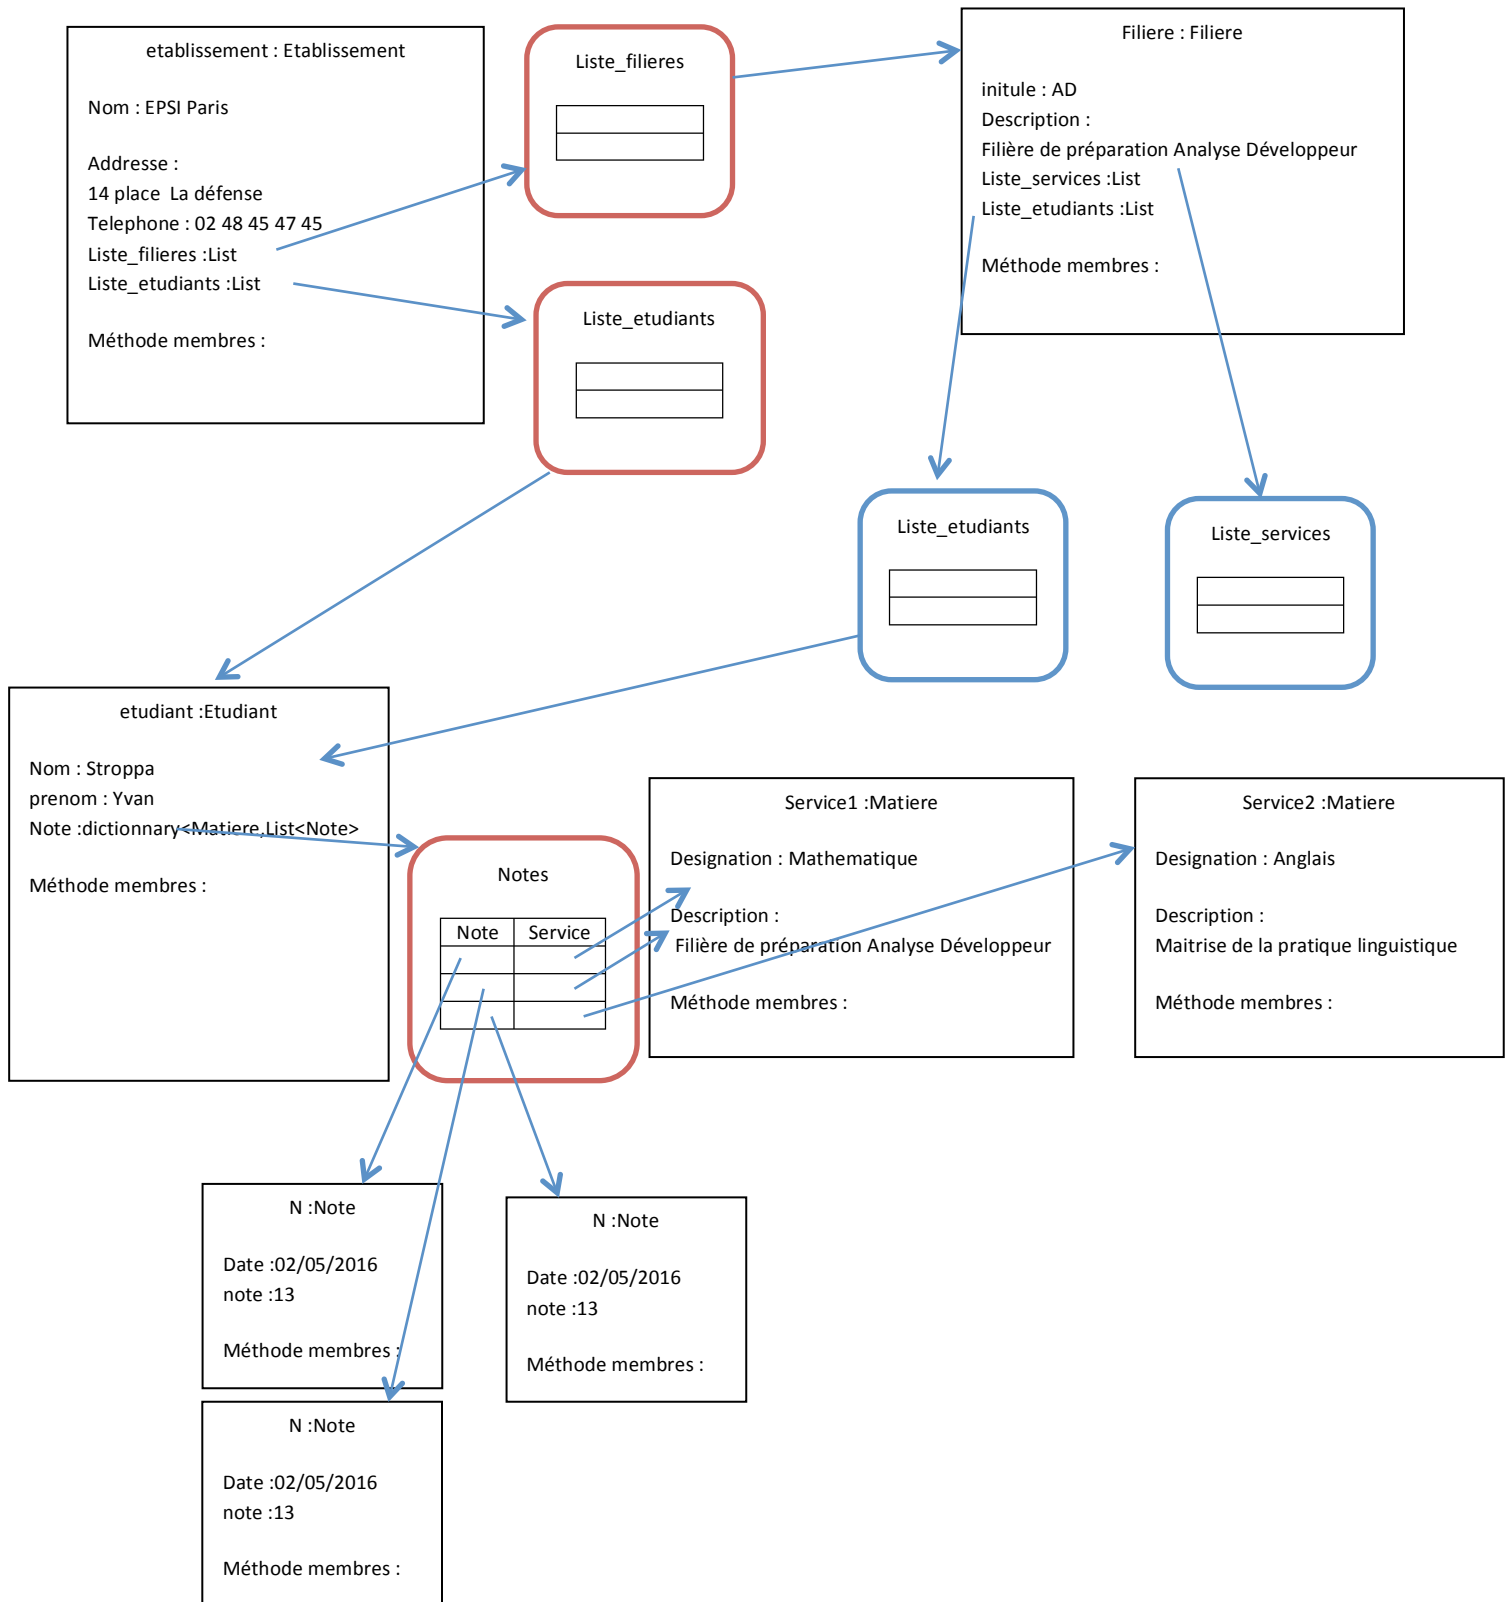 etablissement : Etablissement
Nom : EPSI Paris
Addresse :
14 place  La défense
Telephone : 02 48 45 47 45
Liste_filieres :List
Liste_etudiants :List
Méthode membres :
Liste_filieres
Liste_etudiants
Filiere : Filiere
initule : AD
Description :
Filière de préparation Analyse Développeur
Liste_services :List
Liste_etudiants :List
Méthode membres :
Liste_etudiants
Liste_services
etudiant :Etudiant
Nom : Stroppa
prenom : Yvan
Note :dictionnary<Matiere,List<Note>
Méthode membres :
Notes
Note Service
Service1 :Matiere
Designation : Mathematique
Description :
Filière de préparation Analyse Développeur
Méthode membres :
Service2 :Matiere
Designation : Anglais
Description :
Maitrise de la pratique linguistique
Méthode membres :
N :Note
Date :02/05/2016
note :13
Méthode membres :
N :Note
Date :02/05/2016
note :13
Méthode membres :
N :Note
Date :02/05/2016
note :13
Méthode membres :